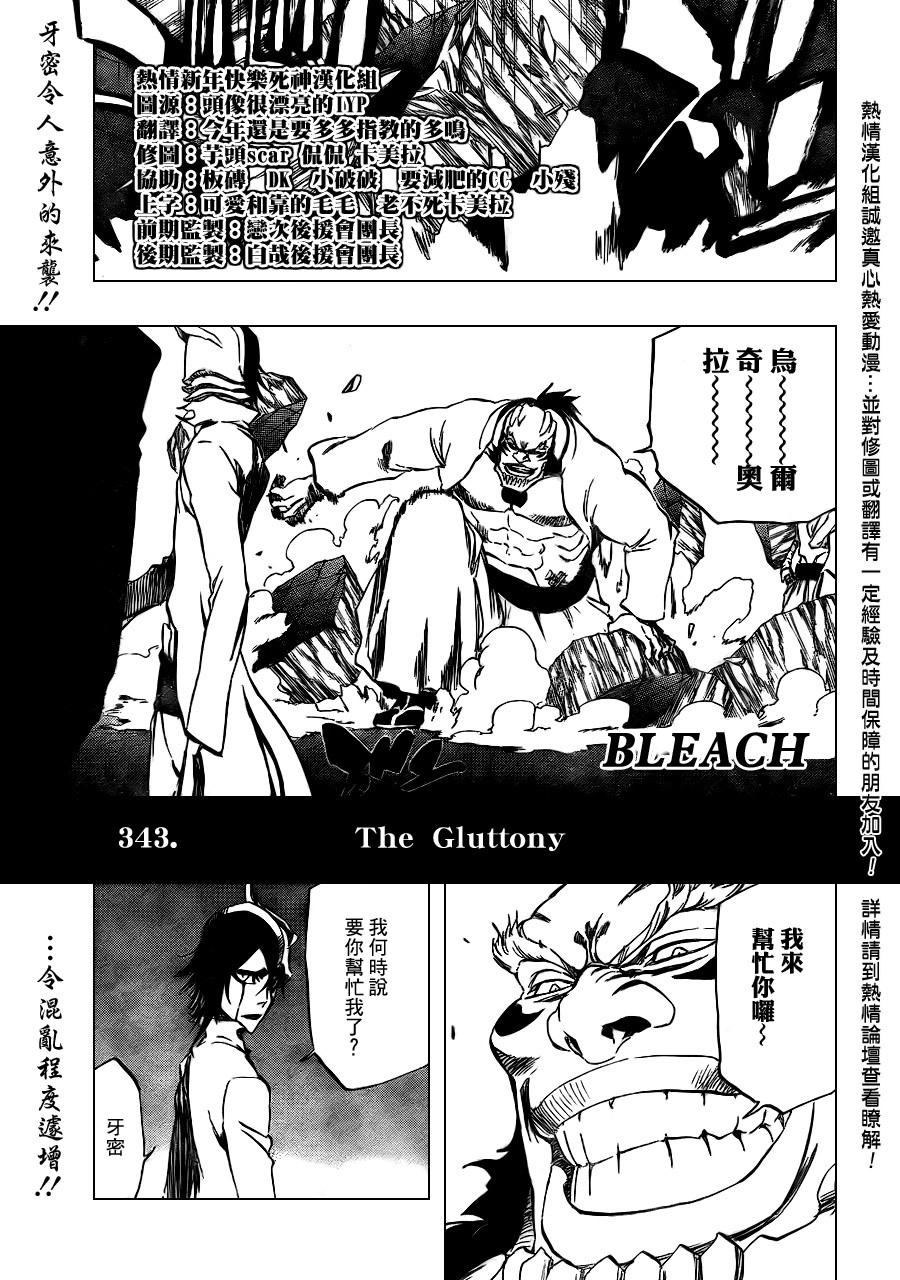 牙密令人意外的來襲!!
熱情新年快樂死神漢化組
圖源：頭像很漂亮的IYP
翻譯：今年還是要多多指教的多鳴
修圖：芋頭scar 侃侃 卡美拉
協助：板磚 DK 小破破 要減肥的CC 小殘
上字：可愛和靠的毛毛 老不死卡美拉
前期監製：戀次後援會團長
後期監製：白哉後援會團長
熱情漢化組誠邀真心熱愛動漫…並對修圖或翻譯有一定經驗及時間保障的朋友加入！
詳情請到熱情論壇查看瞭解！
烏爾
奇奧
拉
BLEACH
343.
The Gluttony
我來
幫忙你囉～
我何時說
要你幫忙我了？
牙密
…令混亂程度遽增!!